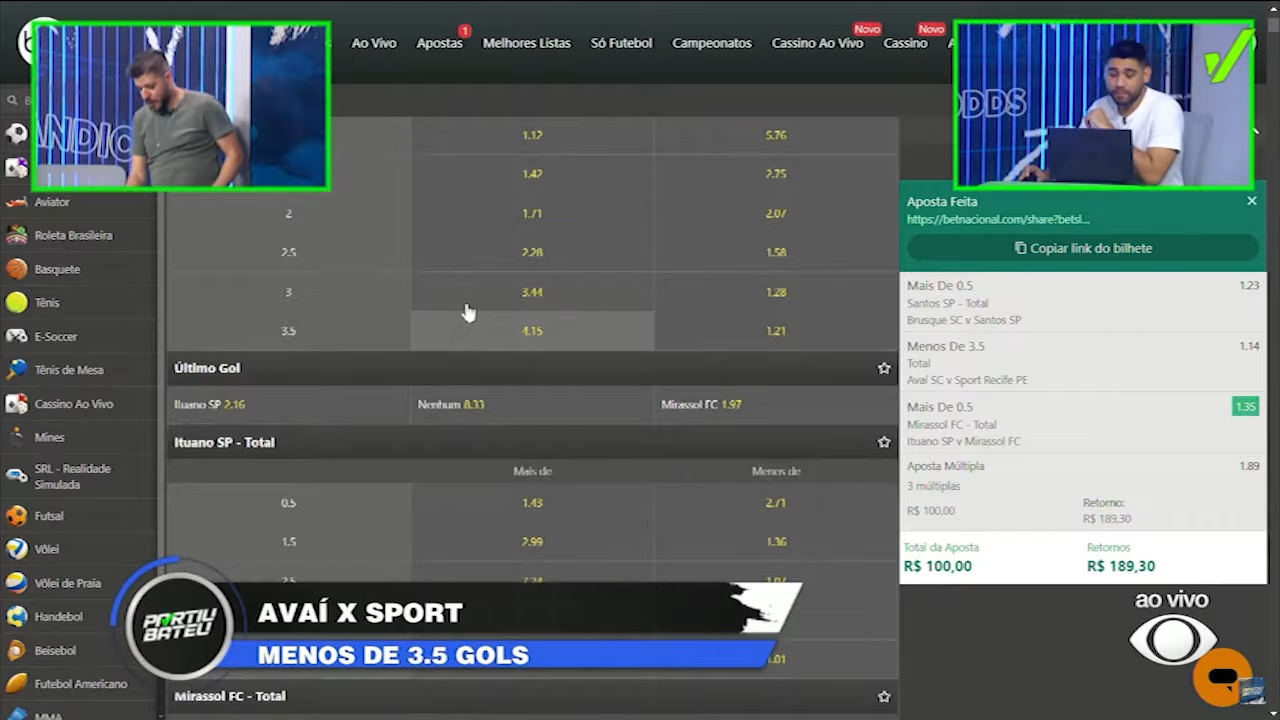 Ao Vivo
Apostas
1
Melhores Listas
Só Futebol
Campeonatos
Cassino Ao Vivo
Novo
Cassino
Novo
ANDIC
ODDS
Aviator
Roleta Brasileira
Basquete
Tênis
E-Soccer
Tênis de Mesa
Cassino Ao Vivo
Mines
SRL - Realidade
Simulada
Futsal
Vôlei
Vôlei de Praia
Handebol
Beisebol
Futebol Americano
MMA
1.12 5.76
1.42 2.75
2 1.71 2.07
2.5 2.28 1.58
3 3.44 1.28
3.5 4.15 1.21
Último Gol
Ituano SP 2.16 Nenhum 8.33 Mirassol FC 1.97
Ituano SP - Total
Mais de Menos de
0.5 1.43 2.71
1.5 2.99 1.36
Mirassol FC - Total
Aposta Feita
https://betnacional.com/share?betsl...
Copiar link do bilhete
Mais De 0.5 1.23
Santos SP - Total
Brusque SC v Santos SP
Menos De 3.5 1.14
Total
Avaí SC v Sport Recife PE
Mais De 0.5 1.35
Mirassol FC - Total
Ituano SP v Mirassol FC
Aposta Múltipla 1.89
3 múltiplas
R$ 100,00
Retorno:
R$ 189,30
Total da Aposta Retornos
R$ 100,00 R$ 189,30
ao vivo
PARTIU
BATEU
AVAÍ X SPORT
MENOS DE 3.5 GOLS